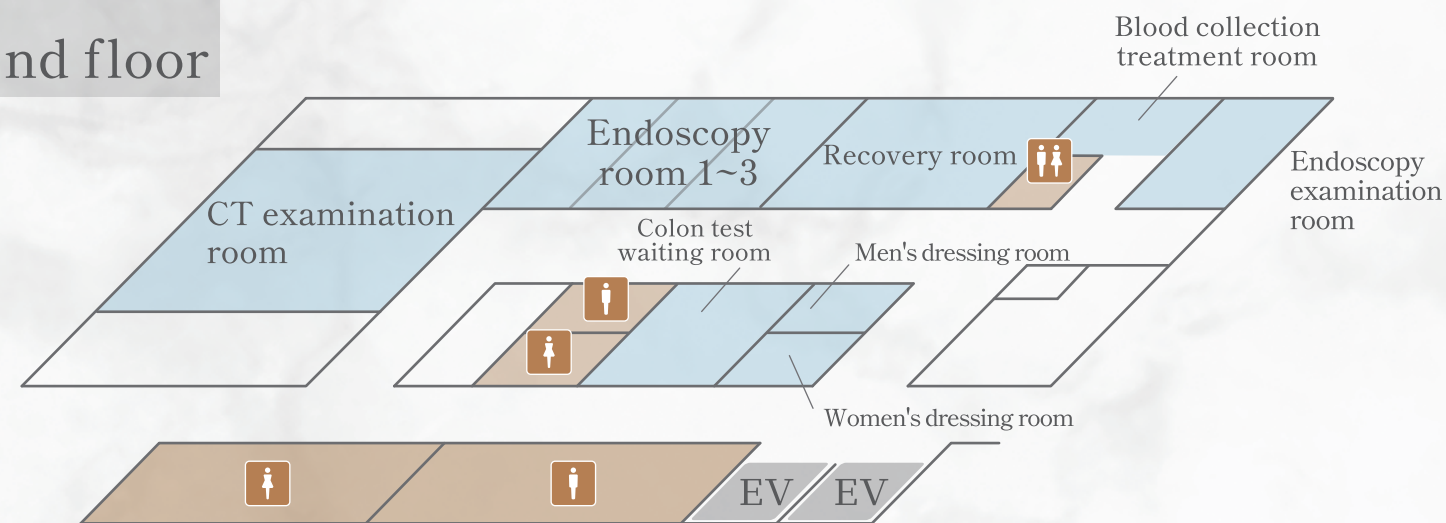 nd floor
Blood collection
treatment room
Endoscopy
room 1~3
Recovery room
Endoscopy
examination
room
CT examination
room
Colon test
waiting room
Men's dressing room
Women's dressing room
EV
EV